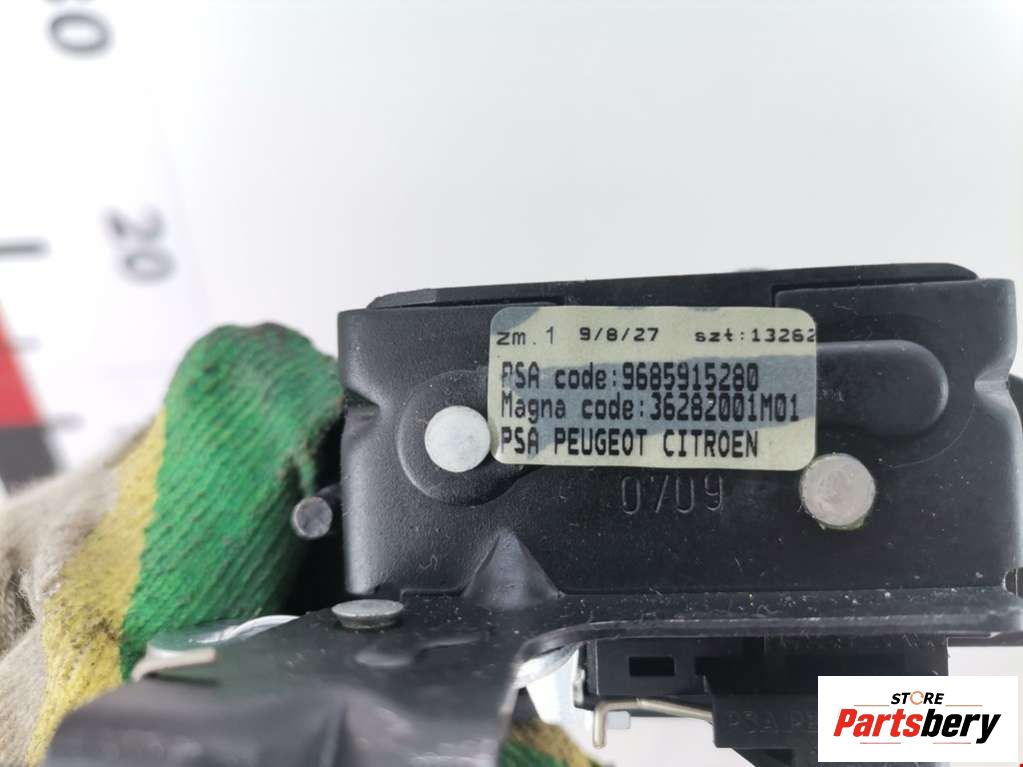 20
zm.1 9/8/27 szt:13262
PSA code:9685915280
Magna code:36282001M01
PSA PEUGEOT CITROEN
0709
PSA
STORE
Partsbery